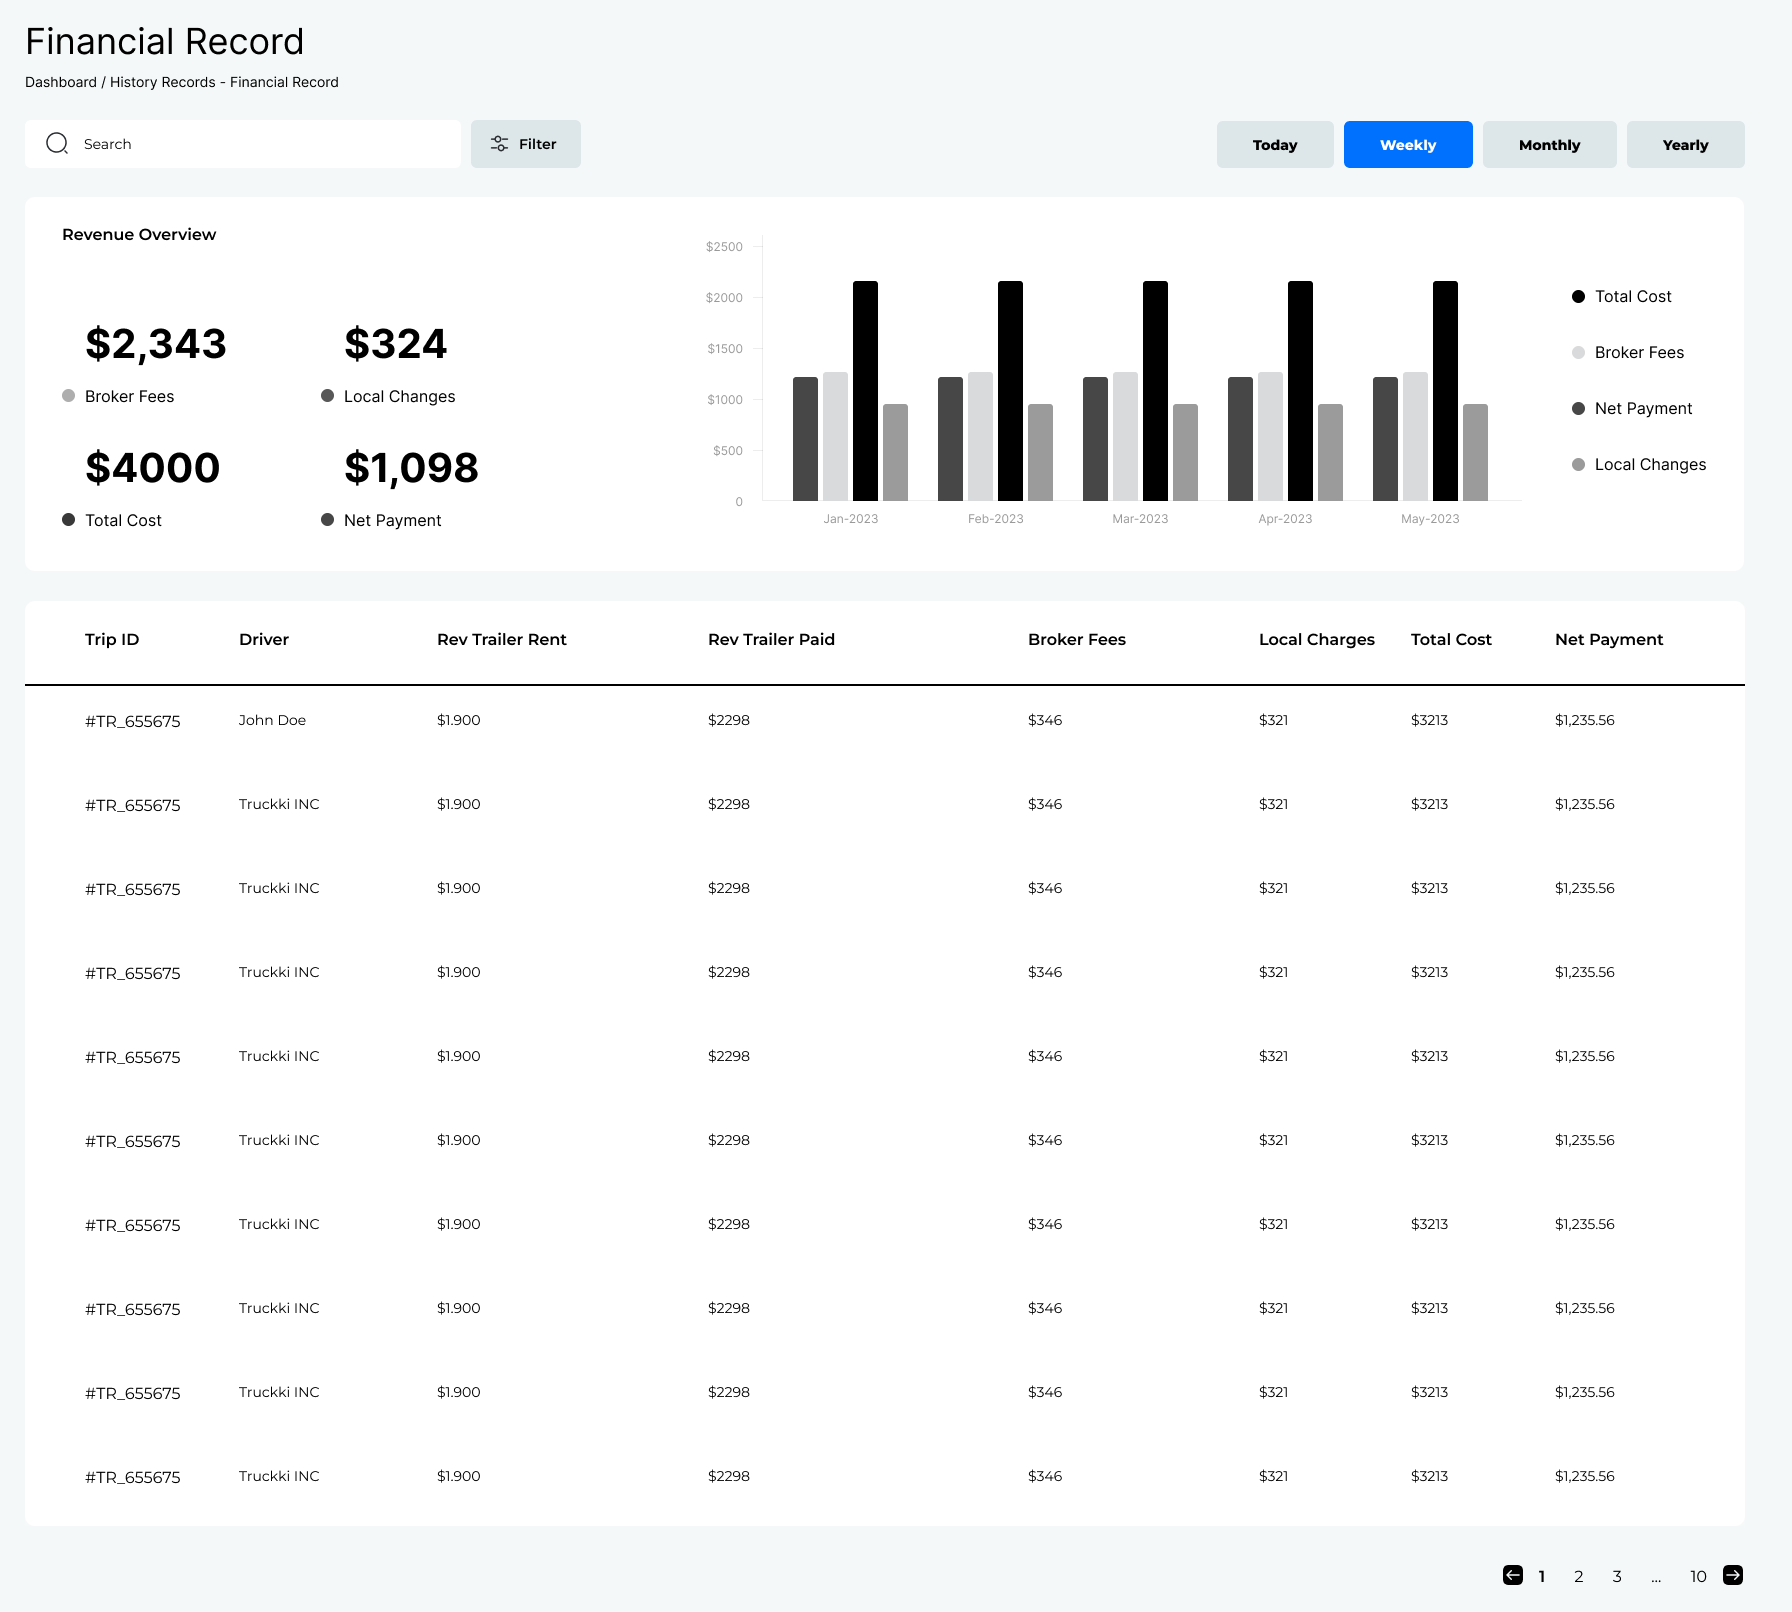 Financial Record
Dashboard / History Records - Financial Record
Search
Filter
Today
Weekly
Monthly
Yearly
Revenue Overview
$2,343
$324
Broker Fees
Local Changes
$4000
$1,098
Total Cost
Net Payment
$2500
$2000
$1500
$1000
$500
0
Jan-2023
Feb-2023
Mar-2023
Apr-2023
May-2023
Total Cost
Broker Fees
Net Payment
Local Changes
Trip ID Driver Rev Trailer Rent Rev Trailer Paid Broker Fees Local Charges Total Cost Net Payment
#TR_655675 John Doe $1.900 $2298 $346 $321 $3213 $1,235.56
#TR_655675 Truckki INC $1.900 $2298 $346 $321 $3213 $1,235.56
#TR_655675 Truckki INC $1.900 $2298 $346 $321 $3213 $1,235.56
#TR_655675 Truckki INC $1.900 $2298 $346 $321 $3213 $1,235.56
#TR_655675 Truckki INC $1.900 $2298 $346 $321 $3213 $1,235.56
#TR_655675 Truckki INC $1.900 $2298 $346 $321 $3213 $1,235.56
#TR_655675 Truckki INC $1.900 $2298 $346 $321 $3213 $1,235.56
#TR_655675 Truckki INC $1.900 $2298 $346 $321 $3213 $1,235.56
#TR_655675 Truckki INC $1.900 $2298 $346 $321 $3213 $1,235.56
#TR_655675 Truckki INC $1.900 $2298 $346 $321 $3213 $1,235.56
1 2 3 ... 10